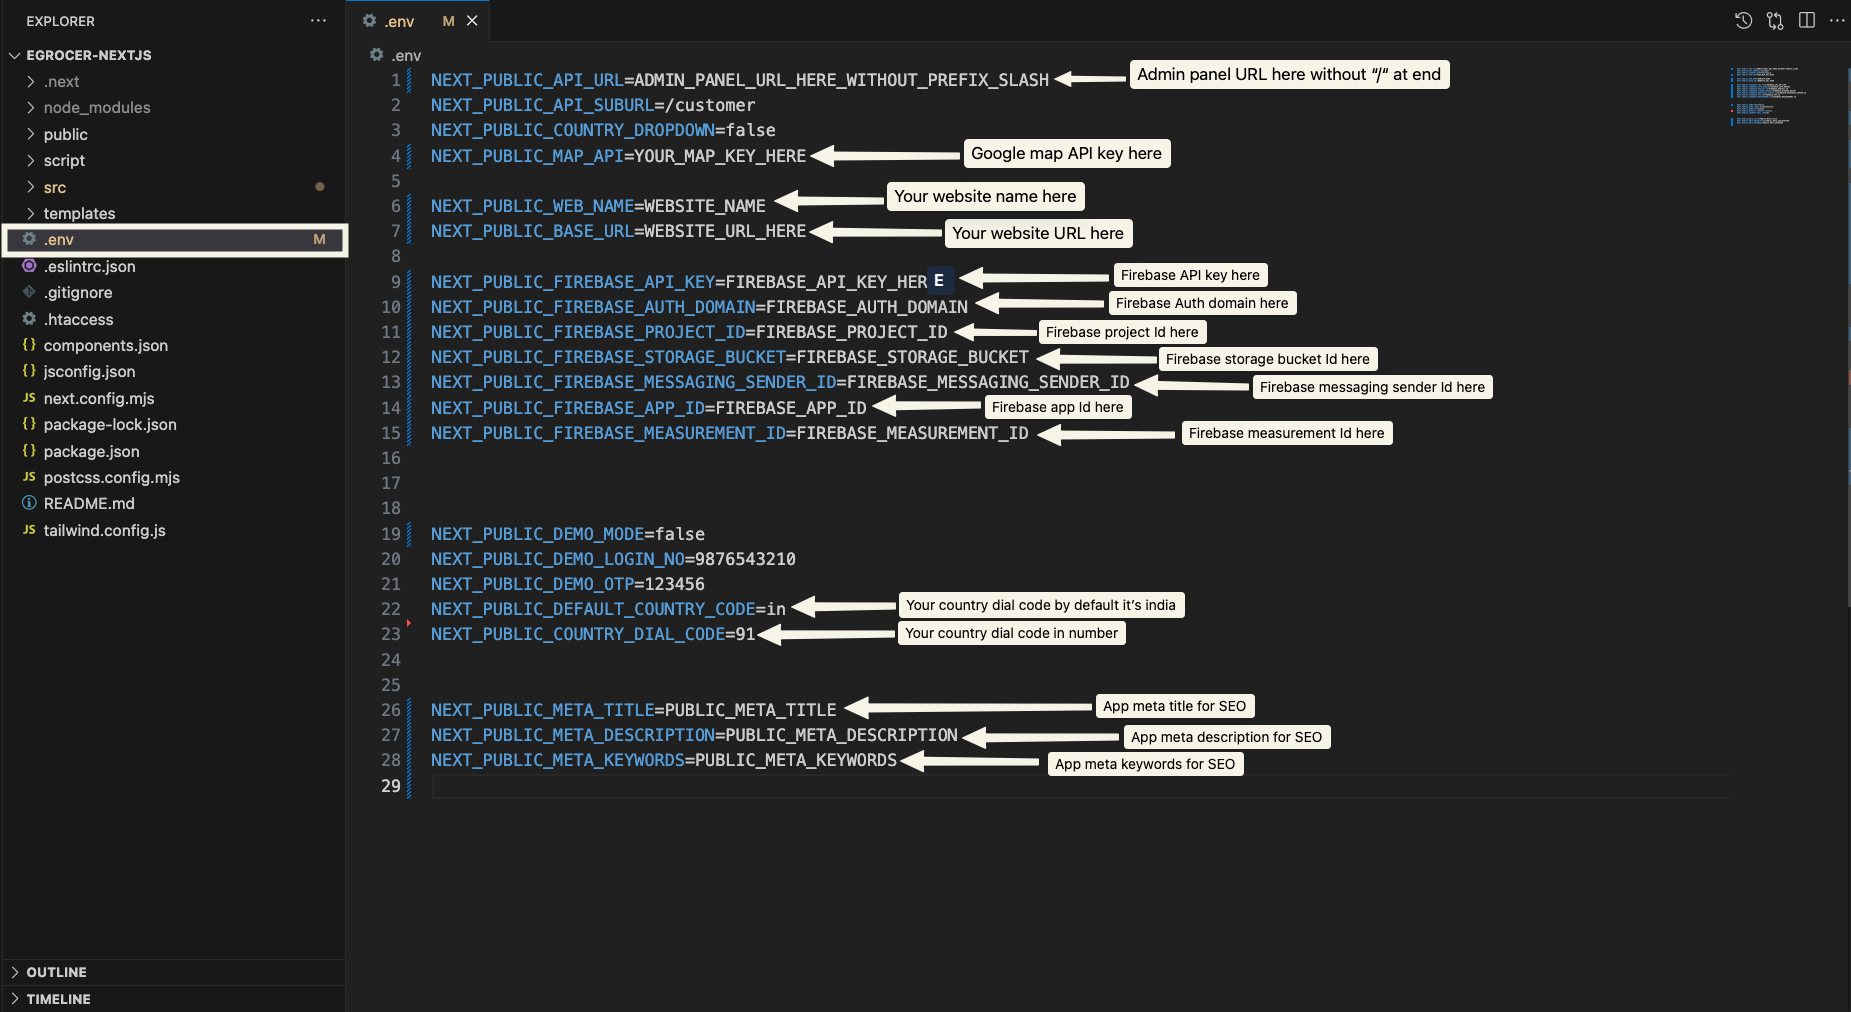 EXPLORER
EGROCER-NEXTJS
.next
node_modules
public
script
src
templates
.env M
.eslintrc.json
.gitignore
.htaccess
components.json
jsconfig.json
JS next.config.mjs
package-lock.json
package.json
JS postcss.config.mjs
README.md
JS tailwind.config.js
OUTLINE
TIMELINE
.env M
.env
1 NEXT_PUBLIC_API_URL=ADMIN_PANEL_URL_HERE_WITHOUT_PREFIX_SLASH Admin panel URL here without “/“ at end
2 NEXT_PUBLIC_API_SUBURL=/customer
3 NEXT_PUBLIC_COUNTRY_DROPDOWN=false
4 NEXT_PUBLIC_MAP_API=YOUR_MAP_KEY_HERE Google map API key here
5
6 NEXT_PUBLIC_WEB_NAME=WEBSITE_NAME Your website name here
7 NEXT_PUBLIC_BASE_URL=WEBSITE_URL_HERE Your website URL here
8
9 NEXT_PUBLIC_FIREBASE_API_KEY=FIREBASE_API_KEY_HERE Firebase API key here
10 NEXT_PUBLIC_FIREBASE_AUTH_DOMAIN=FIREBASE_AUTH_DOMAIN Firebase Auth domain here
11 NEXT_PUBLIC_FIREBASE_PROJECT_ID=FIREBASE_PROJECT_ID Firebase project Id here
12 NEXT_PUBLIC_FIREBASE_STORAGE_BUCKET=FIREBASE_STORAGE_BUCKET Firebase storage bucket Id here
13 NEXT_PUBLIC_FIREBASE_MESSAGING_SENDER_ID=FIREBASE_MESSAGING_SENDER_ID Firebase messaging sender Id here
14 NEXT_PUBLIC_FIREBASE_APP_ID=FIREBASE_APP_ID Firebase app Id here
15 NEXT_PUBLIC_FIREBASE_MEASUREMENT_ID=FIREBASE_MEASUREMENT_ID Firebase measurement Id here
16
17
18
19 NEXT_PUBLIC_DEMO_MODE=false
20 NEXT_PUBLIC_DEMO_LOGIN_NO=9876543210
21 NEXT_PUBLIC_DEMO_OTP=123456
22 NEXT_PUBLIC_DEFAULT_COUNTRY_CODE=in Your country dial code by default it’s india
23 NEXT_PUBLIC_COUNTRY_DIAL_CODE=91 Your country dial code in number
24
25
26 NEXT_PUBLIC_META_TITLE=PUBLIC_META_TITLE App meta title for SEO
27 NEXT_PUBLIC_META_DESCRIPTION=PUBLIC_META_DESCRIPTION App meta description for SEO
28 NEXT_PUBLIC_META_KEYWORDS=PUBLIC_META_KEYWORDS App meta keywords for SEO
29